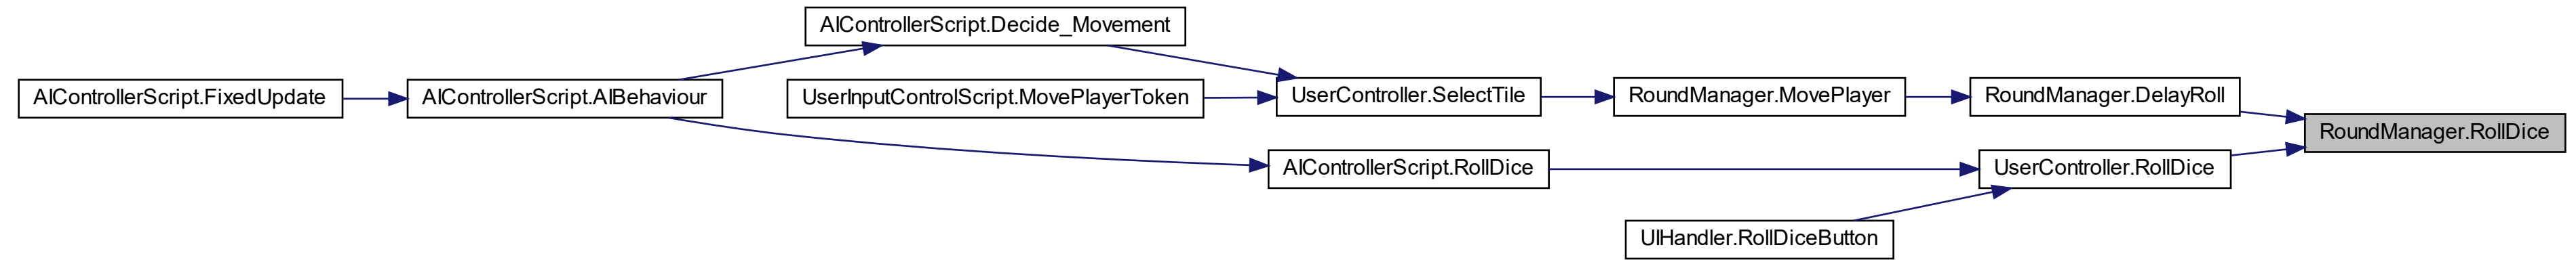 AIControllerScript.Decide_Movement
AIControllerScript.FixedUpdate
AIControllerScript.AIBehaviour
UserInputControlScript.MovePlayerToken
UserController.SelectTile
RoundManager.MovePlayer
RoundManager.DelayRoll
RoundManager.RollDice
AIControllerScript.RollDice
UserController.RollDice
UIHandler.RollDiceButton